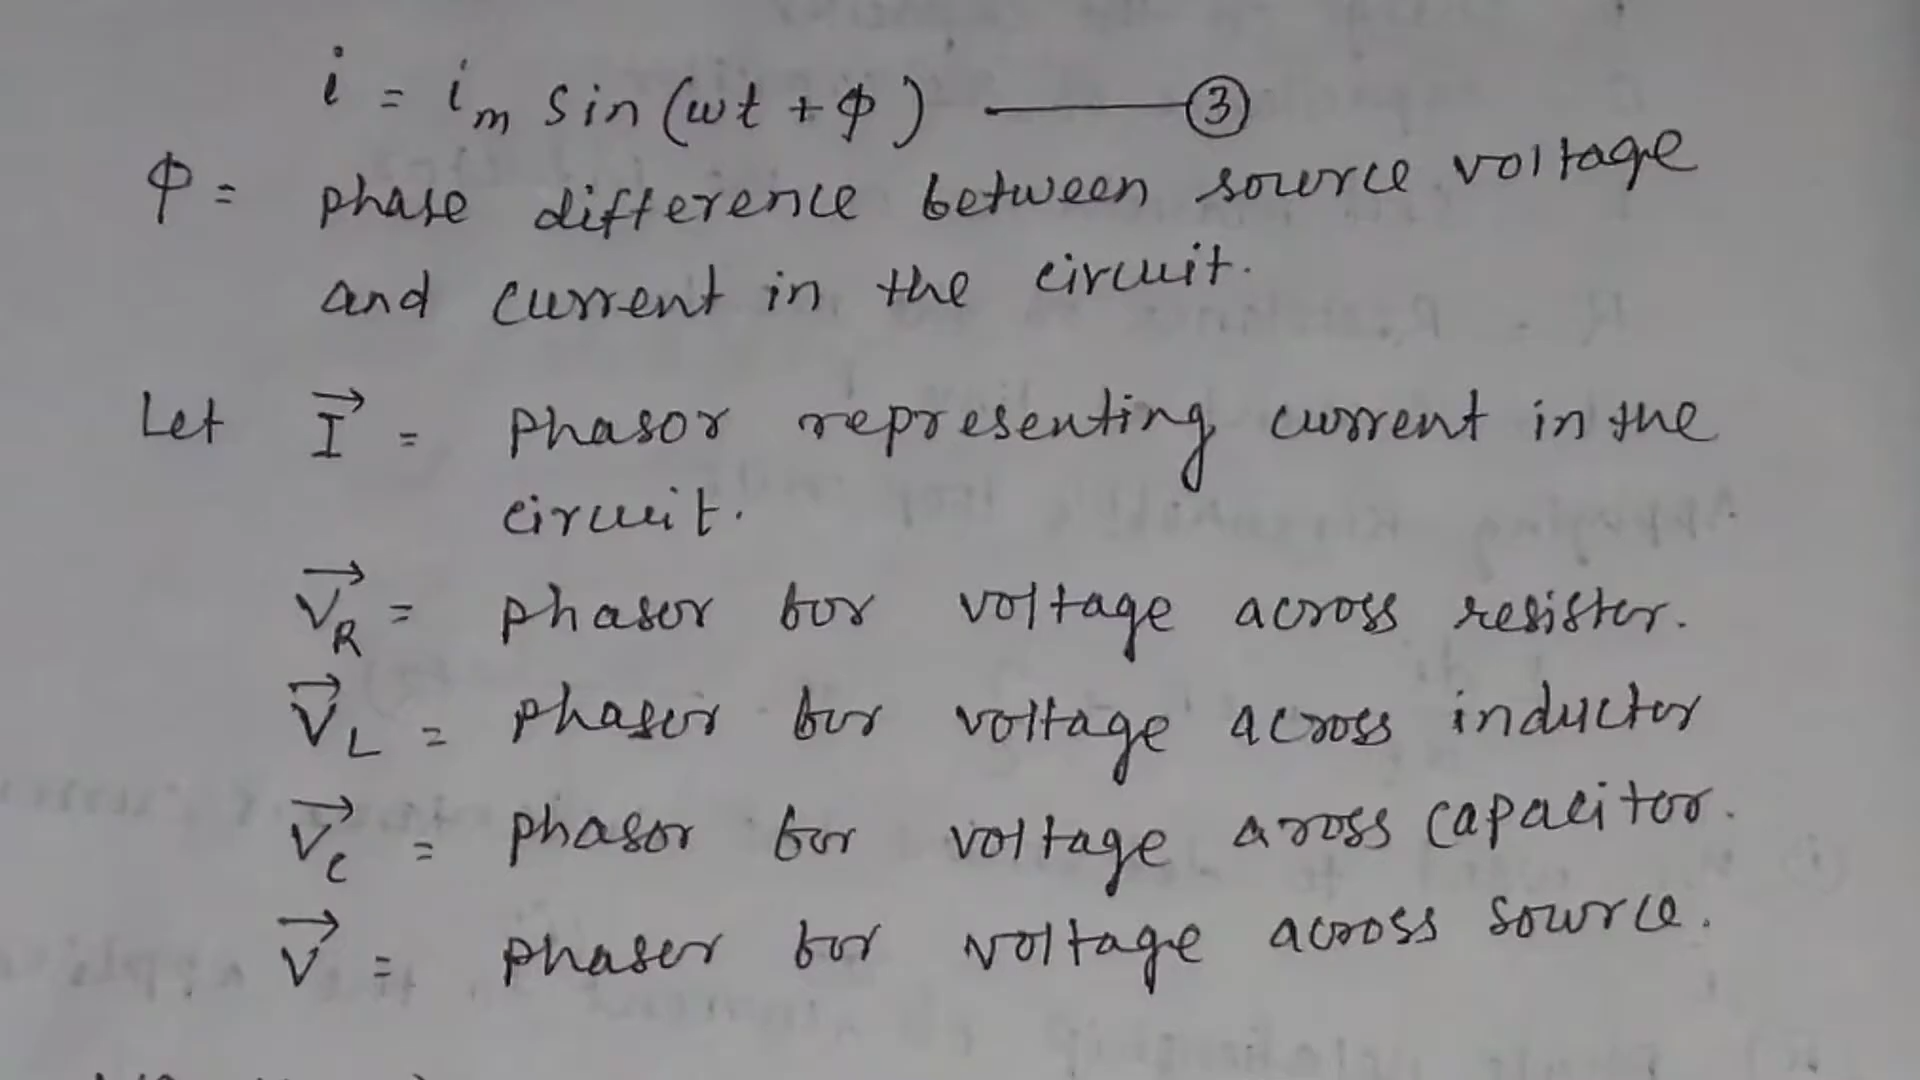 i = i_m sin(ωt + ϕ) ——— ③
ϕ = phase difference between source voltage
and current in the circuit.
Let I⃗ = phasor representing current in the
circuit.
V⃗_R = phasor for voltage across resistor.
V⃗_L = phasor for voltage across inductor
V⃗_C = phasor for voltage aross capacitor.
V⃗ = phasor for voltage across source.